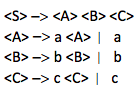 <S> –> <A> <B> <C>
<A> –> a <A> | a
<B> –> b <B> | b
<C> –> c <C> | c